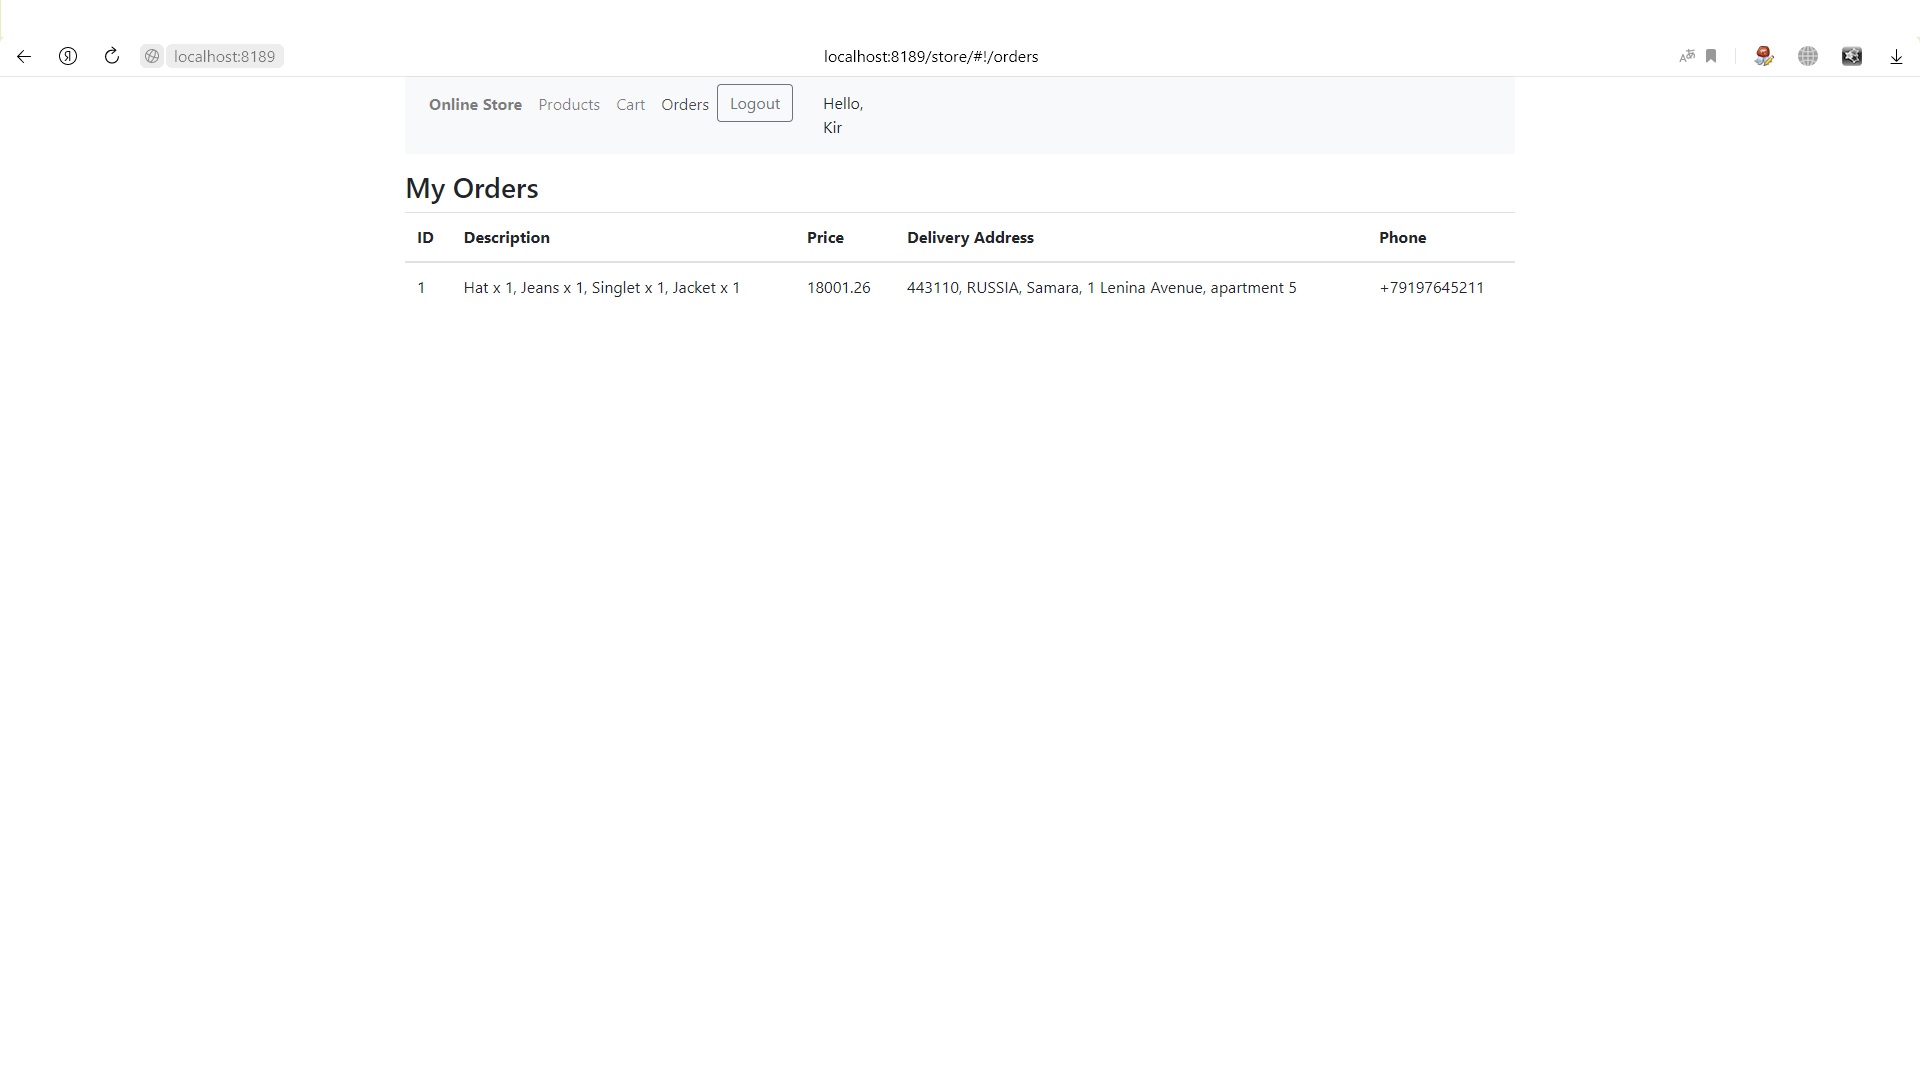 localhost:8189 localhost:8189/store/#!/orders
Online Store Products Cart Orders Logout Hello,
Kir
My Orders
ID Description Price Delivery Address Phone
1 Hat x 1, Jeans x 1, Singlet x 1, Jacket x 1 18001.26 443110, RUSSIA, Samara, 1 Lenina Avenue, apartment 5 +79197645211